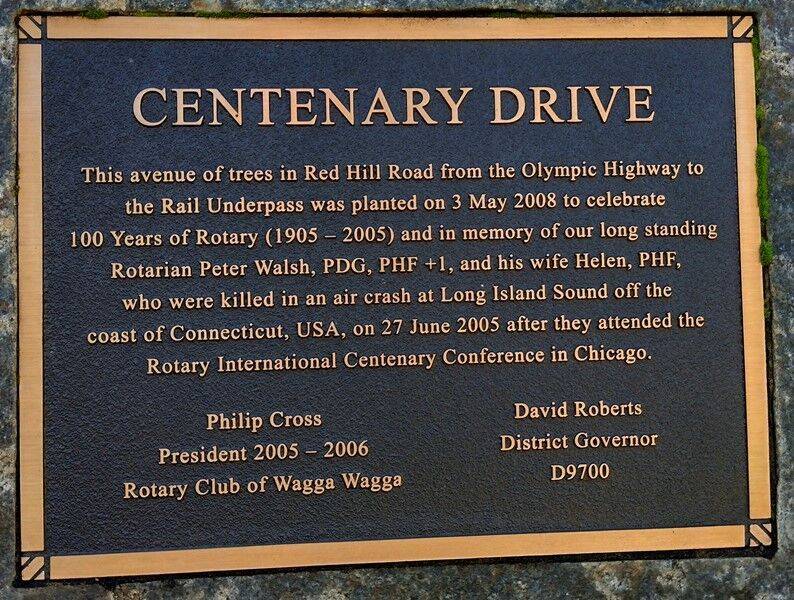 CENTENARY DRIVE
This avenue of trees in Red Hill Road from the Olympic Highway to
the Rail Underpass was planted on 3 May 2008 to celebrate
100 Years of Rotary (1905 – 2005) and in memory of our long standing
Rotarian Peter Walsh, PDG, PHF +1, and his wife Helen, PHF,
who were killed in an air crash at Long Island Sound off the
coast of Connecticut, USA, on 27 June 2005 after they attended the
Rotary International Centenary Conference in Chicago.
Philip Cross
President 2005 – 2006
Rotary Club of Wagga Wagga
David Roberts
District Governor
D9700